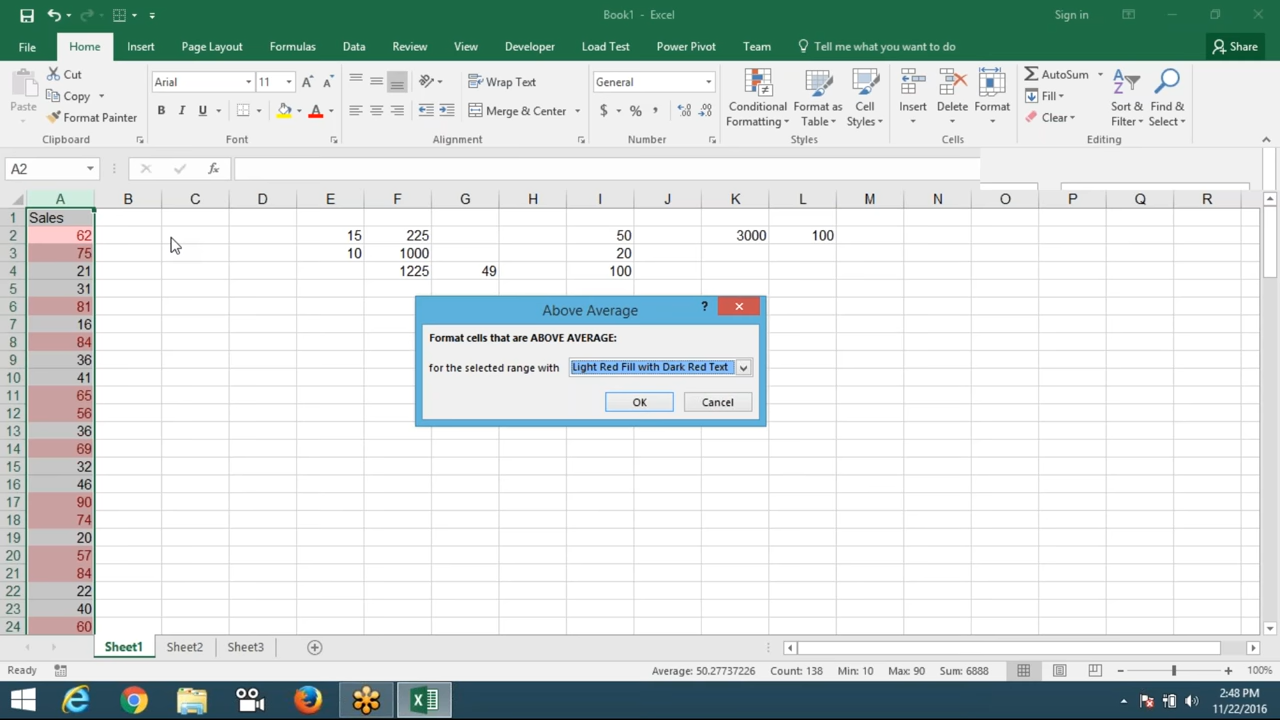 Book1 - Excel
Sign in
File Home Insert Page Layout Formulas Data Review View Developer Load Test Power Pivot Team Tell me what you want to do Share
Paste
Cut
Copy
Format Painter
Clipboard
Arial 11
B I U
Font
Wrap Text
Merge & Center
Alignment
General
$ % ,
Number
Conditional Formatting
Format as Table
Cell Styles
Styles
Insert
Delete
Format
Cells
AutoSum
Fill
Clear
Sort & Filter
Find & Select
Editing
A2 fx
A B C D E F G H I J K L M N O P Q R
1 Sales
2 62 15 225 50 3000 100
3 75 10 1000 20
4 21 1225 49 100
5 31
6 81
7 16
8 84
9 36
10 41
11 65
12 56
13 36
14 69
15 32
16 46
17 90
18 74
19 20
20 57
21 84
22 22
23 40
24 60
Above Average ?
Format cells that are ABOVE AVERAGE:
for the selected range with Light Red Fill with Dark Red Text
OK Cancel
Sheet1 Sheet2 Sheet3
Ready Average: 50.27737226 Count: 138 Min: 10 Max: 90 Sum: 6888 100%
2:48 PM
11/22/2016